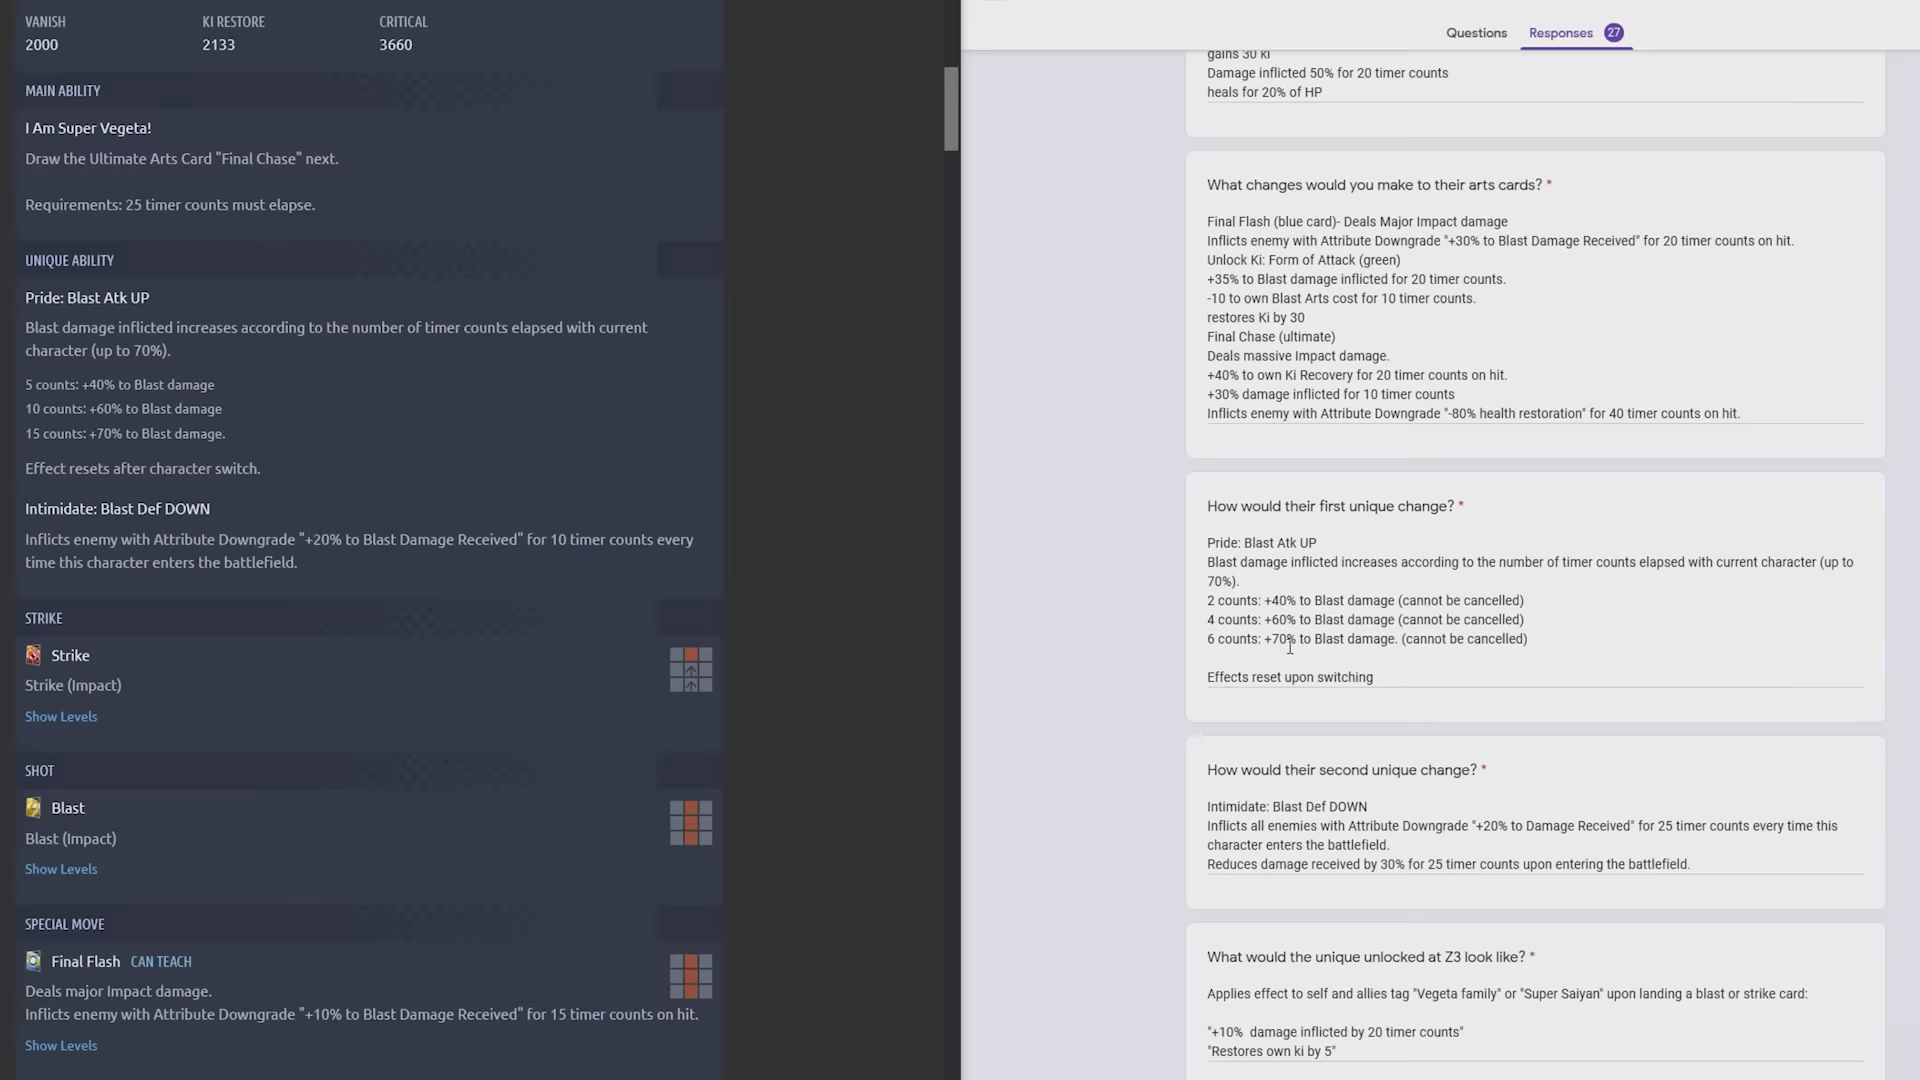 VANISH
KI RESTORE
CRITICAL
2000
2133
3660
MAIN ABILITY
I Am Super Vegeta!
Draw the Ultimate Arts Card "Final Chase" next.
Requirements: 25 timer counts must elapse.
UNIQUE ABILITY
Pride: Blast Atk UP
Blast damage inflicted increases according to the number of timer counts elapsed with current
character (up to 70%).
5 counts: +40% to Blast damage
10 counts: +60% to Blast damage
15 counts: +70% to Blast damage.
Effect resets after character switch.
Intimidate: Blast Def DOWN
Inflicts enemy with Attribute Downgrade "+20% to Blast Damage Received" for 10 timer counts every
time this character enters the battlefield.
STRIKE
Strike
Strike (Impact)
Show Levels
SHOT
Blast
Blast (Impact)
Show Levels
SPECIAL MOVE
Final Flash CAN TEACH
Deals major Impact damage.
Inflicts enemy with Attribute Downgrade "+10% to Blast Damage Received" for 15 timer counts on hit.
Show Levels
Questions
Responses 27
gains 30 ki
Damage inflicted 50% for 20 timer counts
heals for 20% of HP
What changes would you make to their arts cards? *
Final Flash (blue card)- Deals Major Impact damage
Inflicts enemy with Attribute Downgrade "+30% to Blast Damage Received" for 20 timer counts on hit.
Unlock Ki: Form of Attack (green)
+35% to Blast damage inflicted for 20 timer counts.
-10 to own Blast Arts cost for 10 timer counts.
restores Ki by 30
Final Chase (ultimate)
Deals massive Impact damage.
+40% to own Ki Recovery for 20 timer counts on hit.
+30% damage inflicted for 10 timer counts
Inflicts enemy with Attribute Downgrade "-80% health restoration" for 40 timer counts on hit.
How would their first unique change? *
Pride: Blast Atk UP
Blast damage inflicted increases according to the number of timer counts elapsed with current character (up to
70%).
2 counts: +40% to Blast damage (cannot be cancelled)
4 counts: +60% to Blast damage (cannot be cancelled)
6 counts: +70% to Blast damage. (cannot be cancelled)
Effects reset upon switching
How would their second unique change? *
Intimidate: Blast Def DOWN
Inflicts all enemies with Attribute Downgrade "+20% to Damage Received" for 25 timer counts every time this
character enters the battlefield.
Reduces damage received by 30% for 25 timer counts upon entering the battlefield.
What would the unique unlocked at Z3 look like? *
Applies effect to self and allies tag "Vegeta family" or "Super Saiyan" upon landing a blast or strike card:
"+10%  damage inflicted by 20 timer counts"
"Restores own ki by 5"